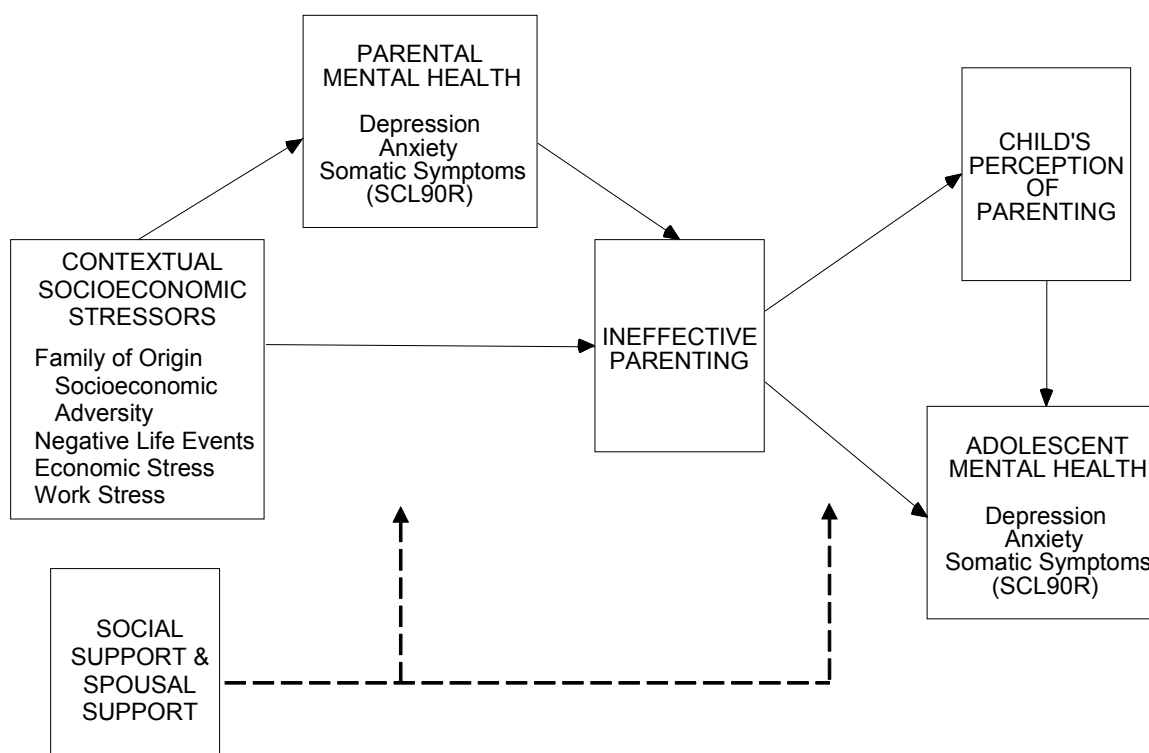 PARENTAL
MENTAL HEALTH
Depression
Anxiety
Somatic Symptoms
(SCL90R)
CHILD'S
PERCEPTION
OF
PARENTING
CONTEXTUAL
SOCIOECONOMIC
STRESSORS
Family of Origin
Socioeconomic
Adversity
Negative Life Events
Economic Stress
Work Stress
INEFFECTIVE
PARENTING
ADOLESCENT
MENTAL HEALTH
Depression
Anxiety
Somatic Symptoms
(SCL90R)
SOCIAL
SUPPORT &
SPOUSAL
SUPPORT